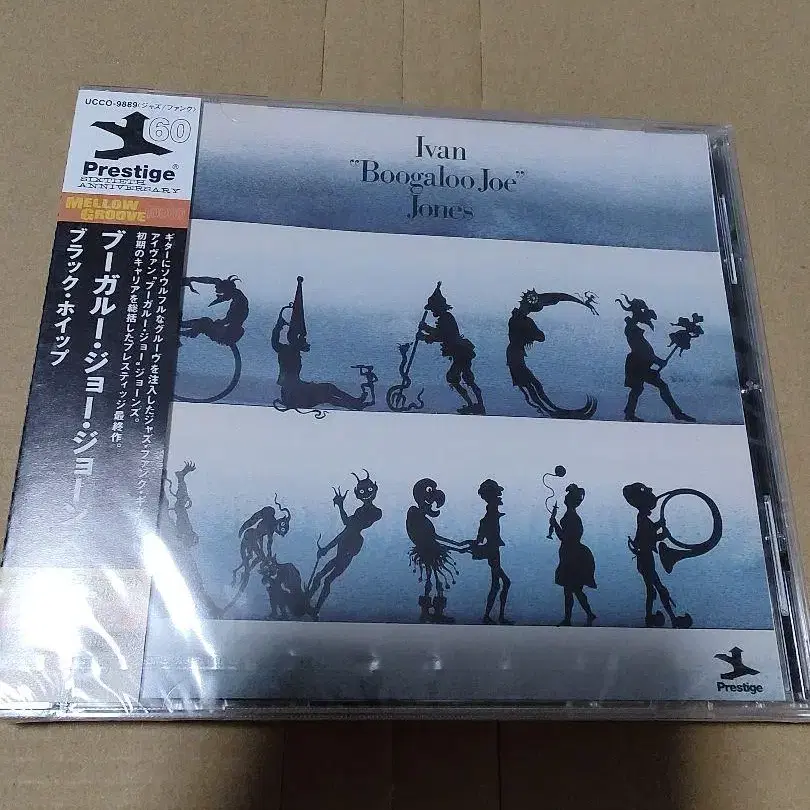 UCCO-9889〈ジャズ/ファンク〉
60
Prestige®
SIXTIETH
ANNIVERSARY
MELLOW
GROOVE
ギターにソウルフルなグルーヴを注入したジャズ・ファンク・
アイヴァン・"ブーガルー・ジョー"ジョーンズ。
初期のキャリアを総括したプレスティッジ最終作。
ブーガルー・ジョー・ジョーン
ブラック・ホイップ
Ivan
"Boogaloo Joe"
Jones
BLACK
WHIP
Prestige